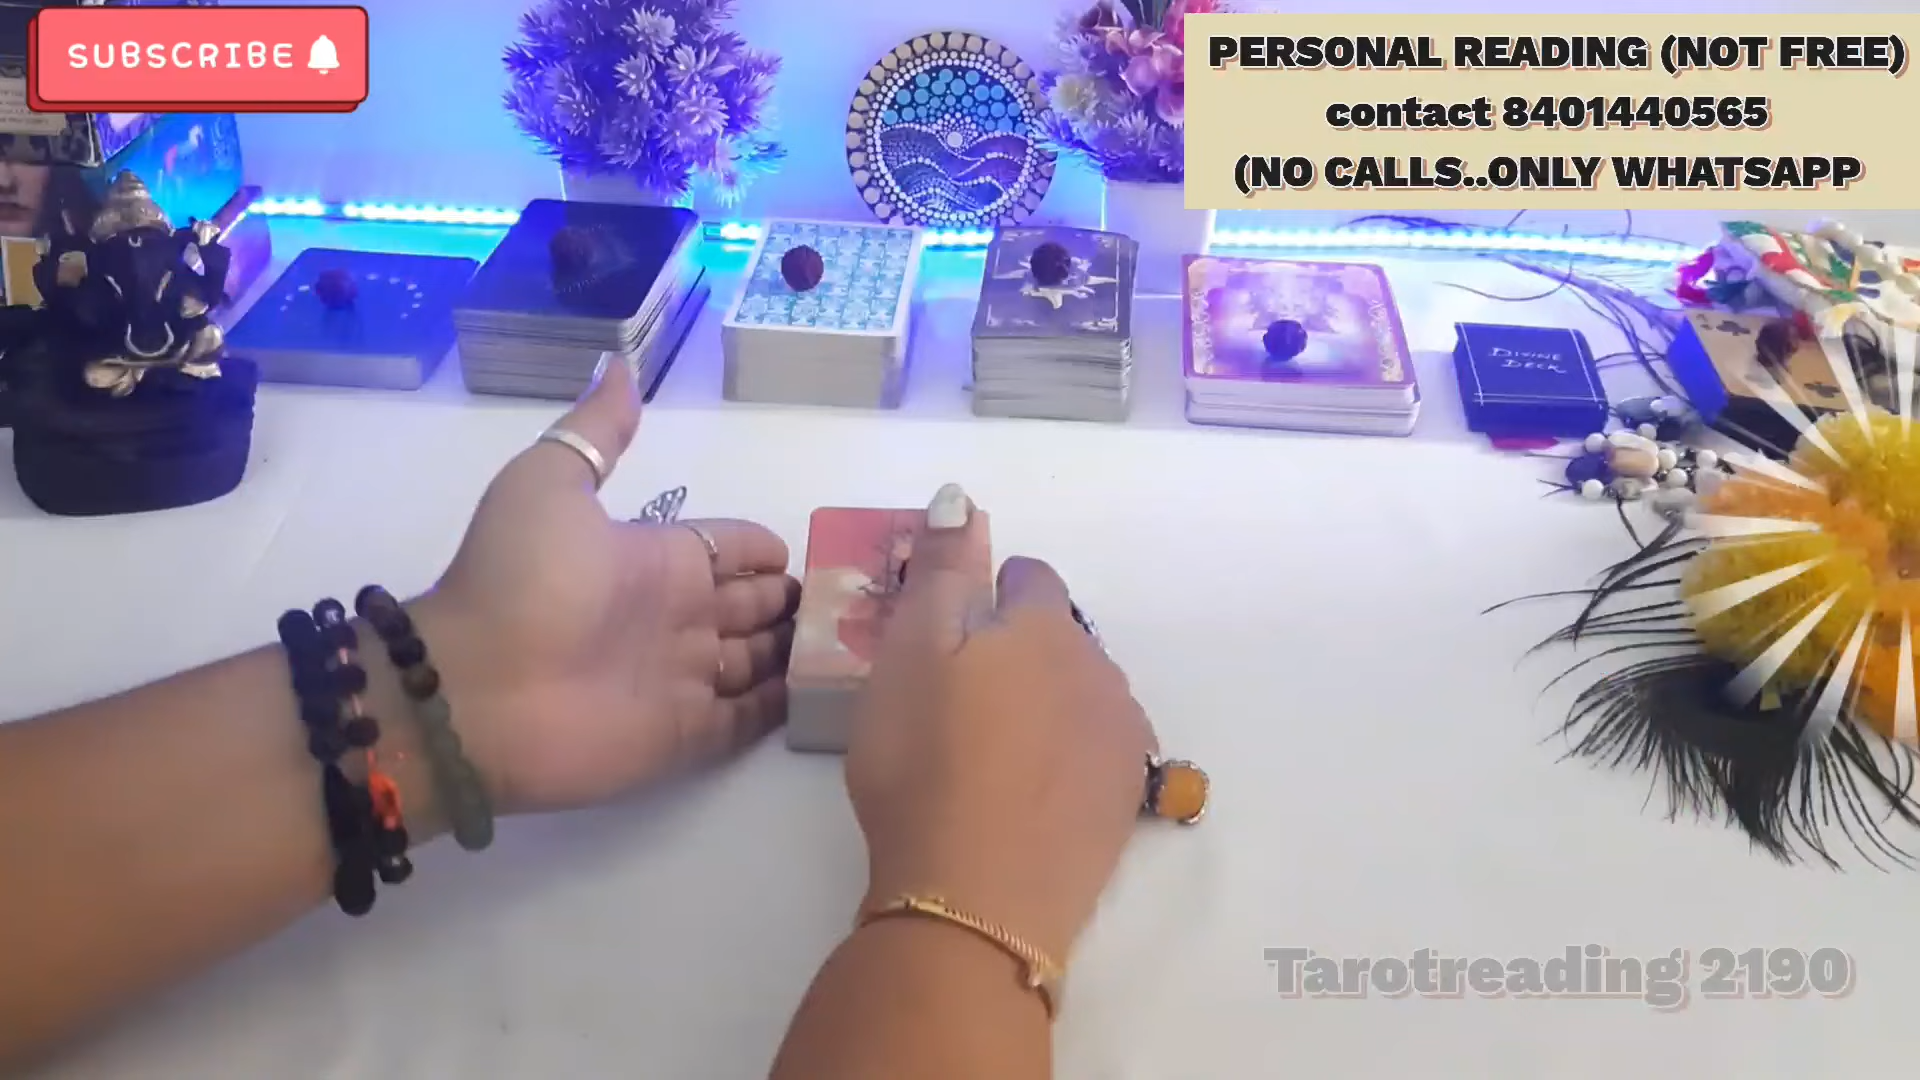 SUBSCRIBE
PERSONAL READING (NOT FREE)
contact 8401440565
(NO CALLS..ONLY WHATSAPP
DIVINE
DECK
Tarotreading 2190